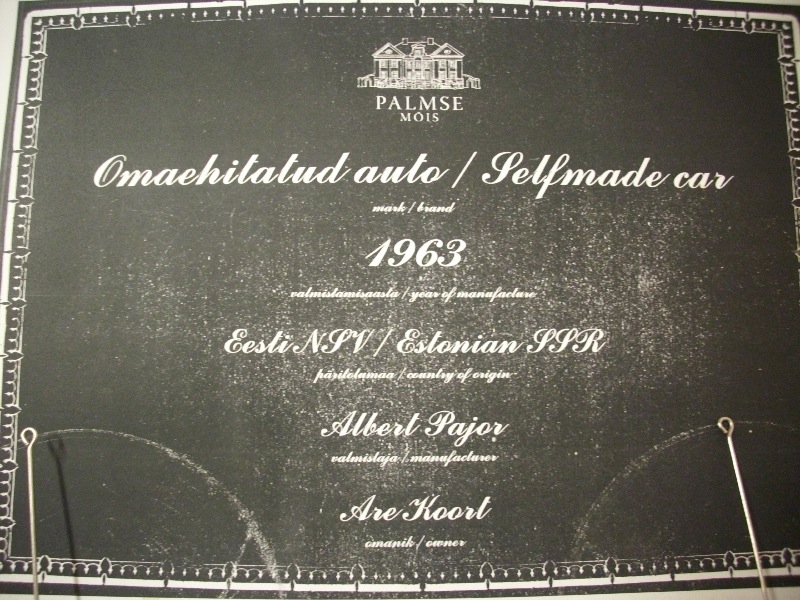 PALMSE
MÕIS
Omaehitatud auto / Selfmade car
mark / brand
1963
valmistamisaasta / year of manufacture
Eesti NSV / Estonian SSR
päritolumaa / country of origin
Albert Pajor
valmistaja / manufacturer
Are Koort
omanik / owner